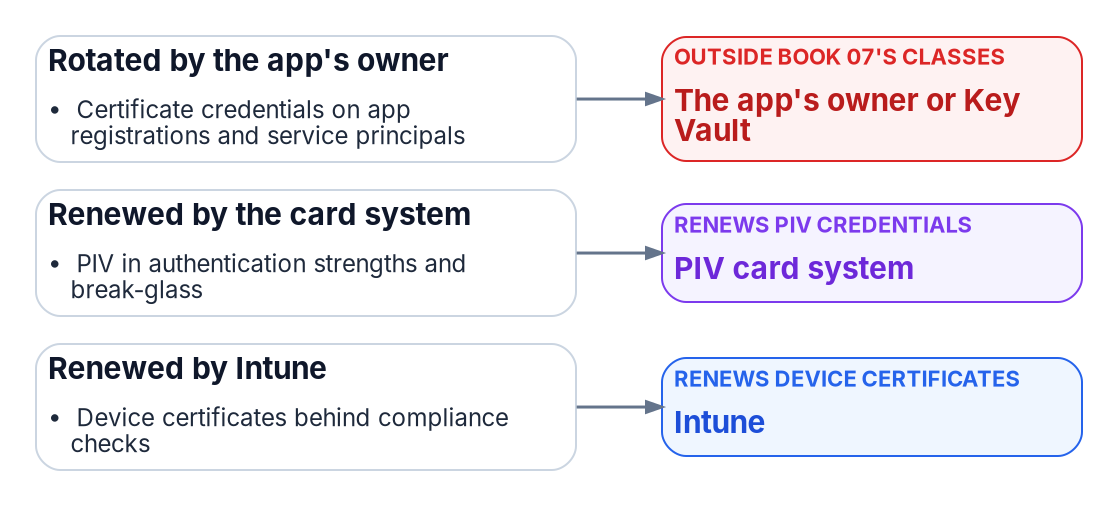 Rotated by the app's owner
• Certificate credentials on app
registrations and service principals
OUTSIDE BOOK 07'S CLASSES
The app's owner or Key
Vault
Renewed by the card system
• PIV in authentication strengths and
break-glass
RENEWS PIV CREDENTIALS
PIV card system
Renewed by Intune
• Device certificates behind compliance
checks
RENEWS DEVICE CERTIFICATES
Intune